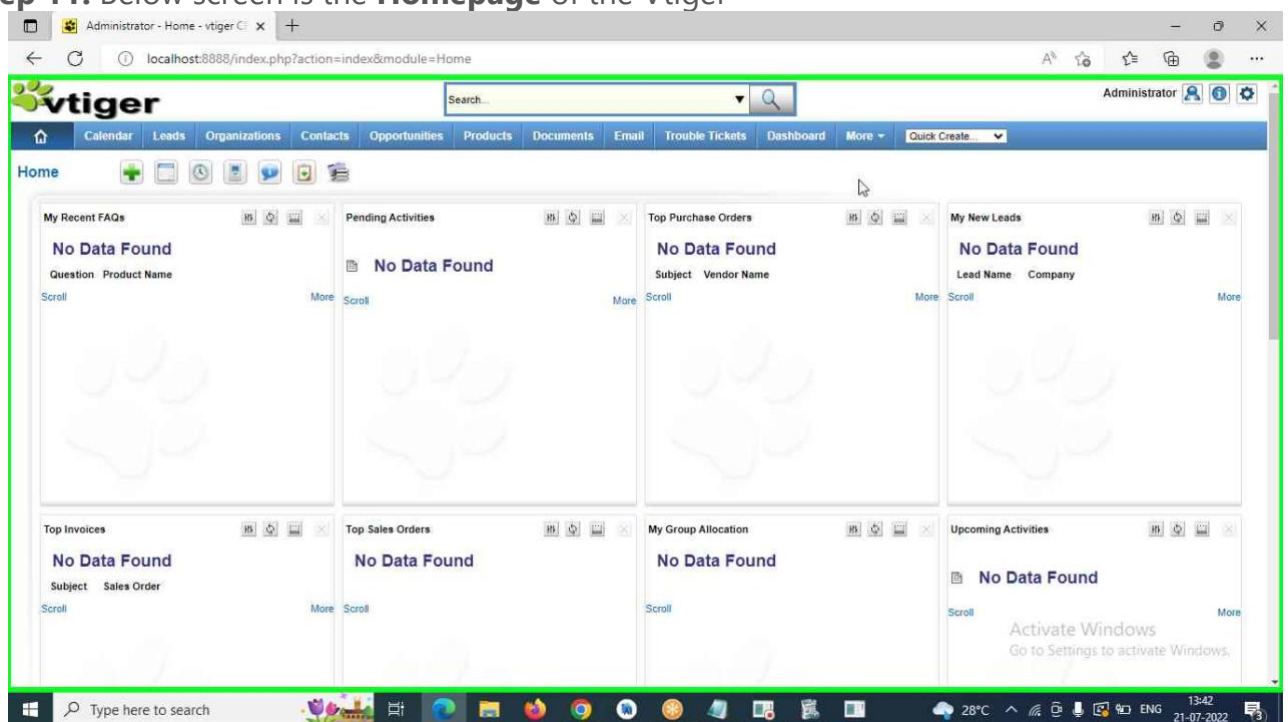 ep 11: Below screen is the Homepage of the Vtiger
Administrator - Home - vtiger C
localhost:8888/index.php?action=index&module=Home
vtiger
Search...
Administrator
Calendar Leads Organizations Contacts Opportunities Products Documents Email Trouble Tickets Dashboard More Quick Create...
Home
My Recent FAQs
No Data Found
Question Product Name
Scroll More
Pending Activities
No Data Found
Scroll More
Top Purchase Orders
No Data Found
Subject Vendor Name
Scroll More
My New Leads
No Data Found
Lead Name Company
Scroll More
Top Invoices
No Data Found
Subject Sales Order
Scroll More
Top Sales Orders
No Data Found
Scroll
My Group Allocation
No Data Found
Scroll
Upcoming Activities
No Data Found
Scroll More
Activate Windows
Go to Settings to activate Windows.
Type here to search
28°C
ENG
13:42
21-07-2022
3